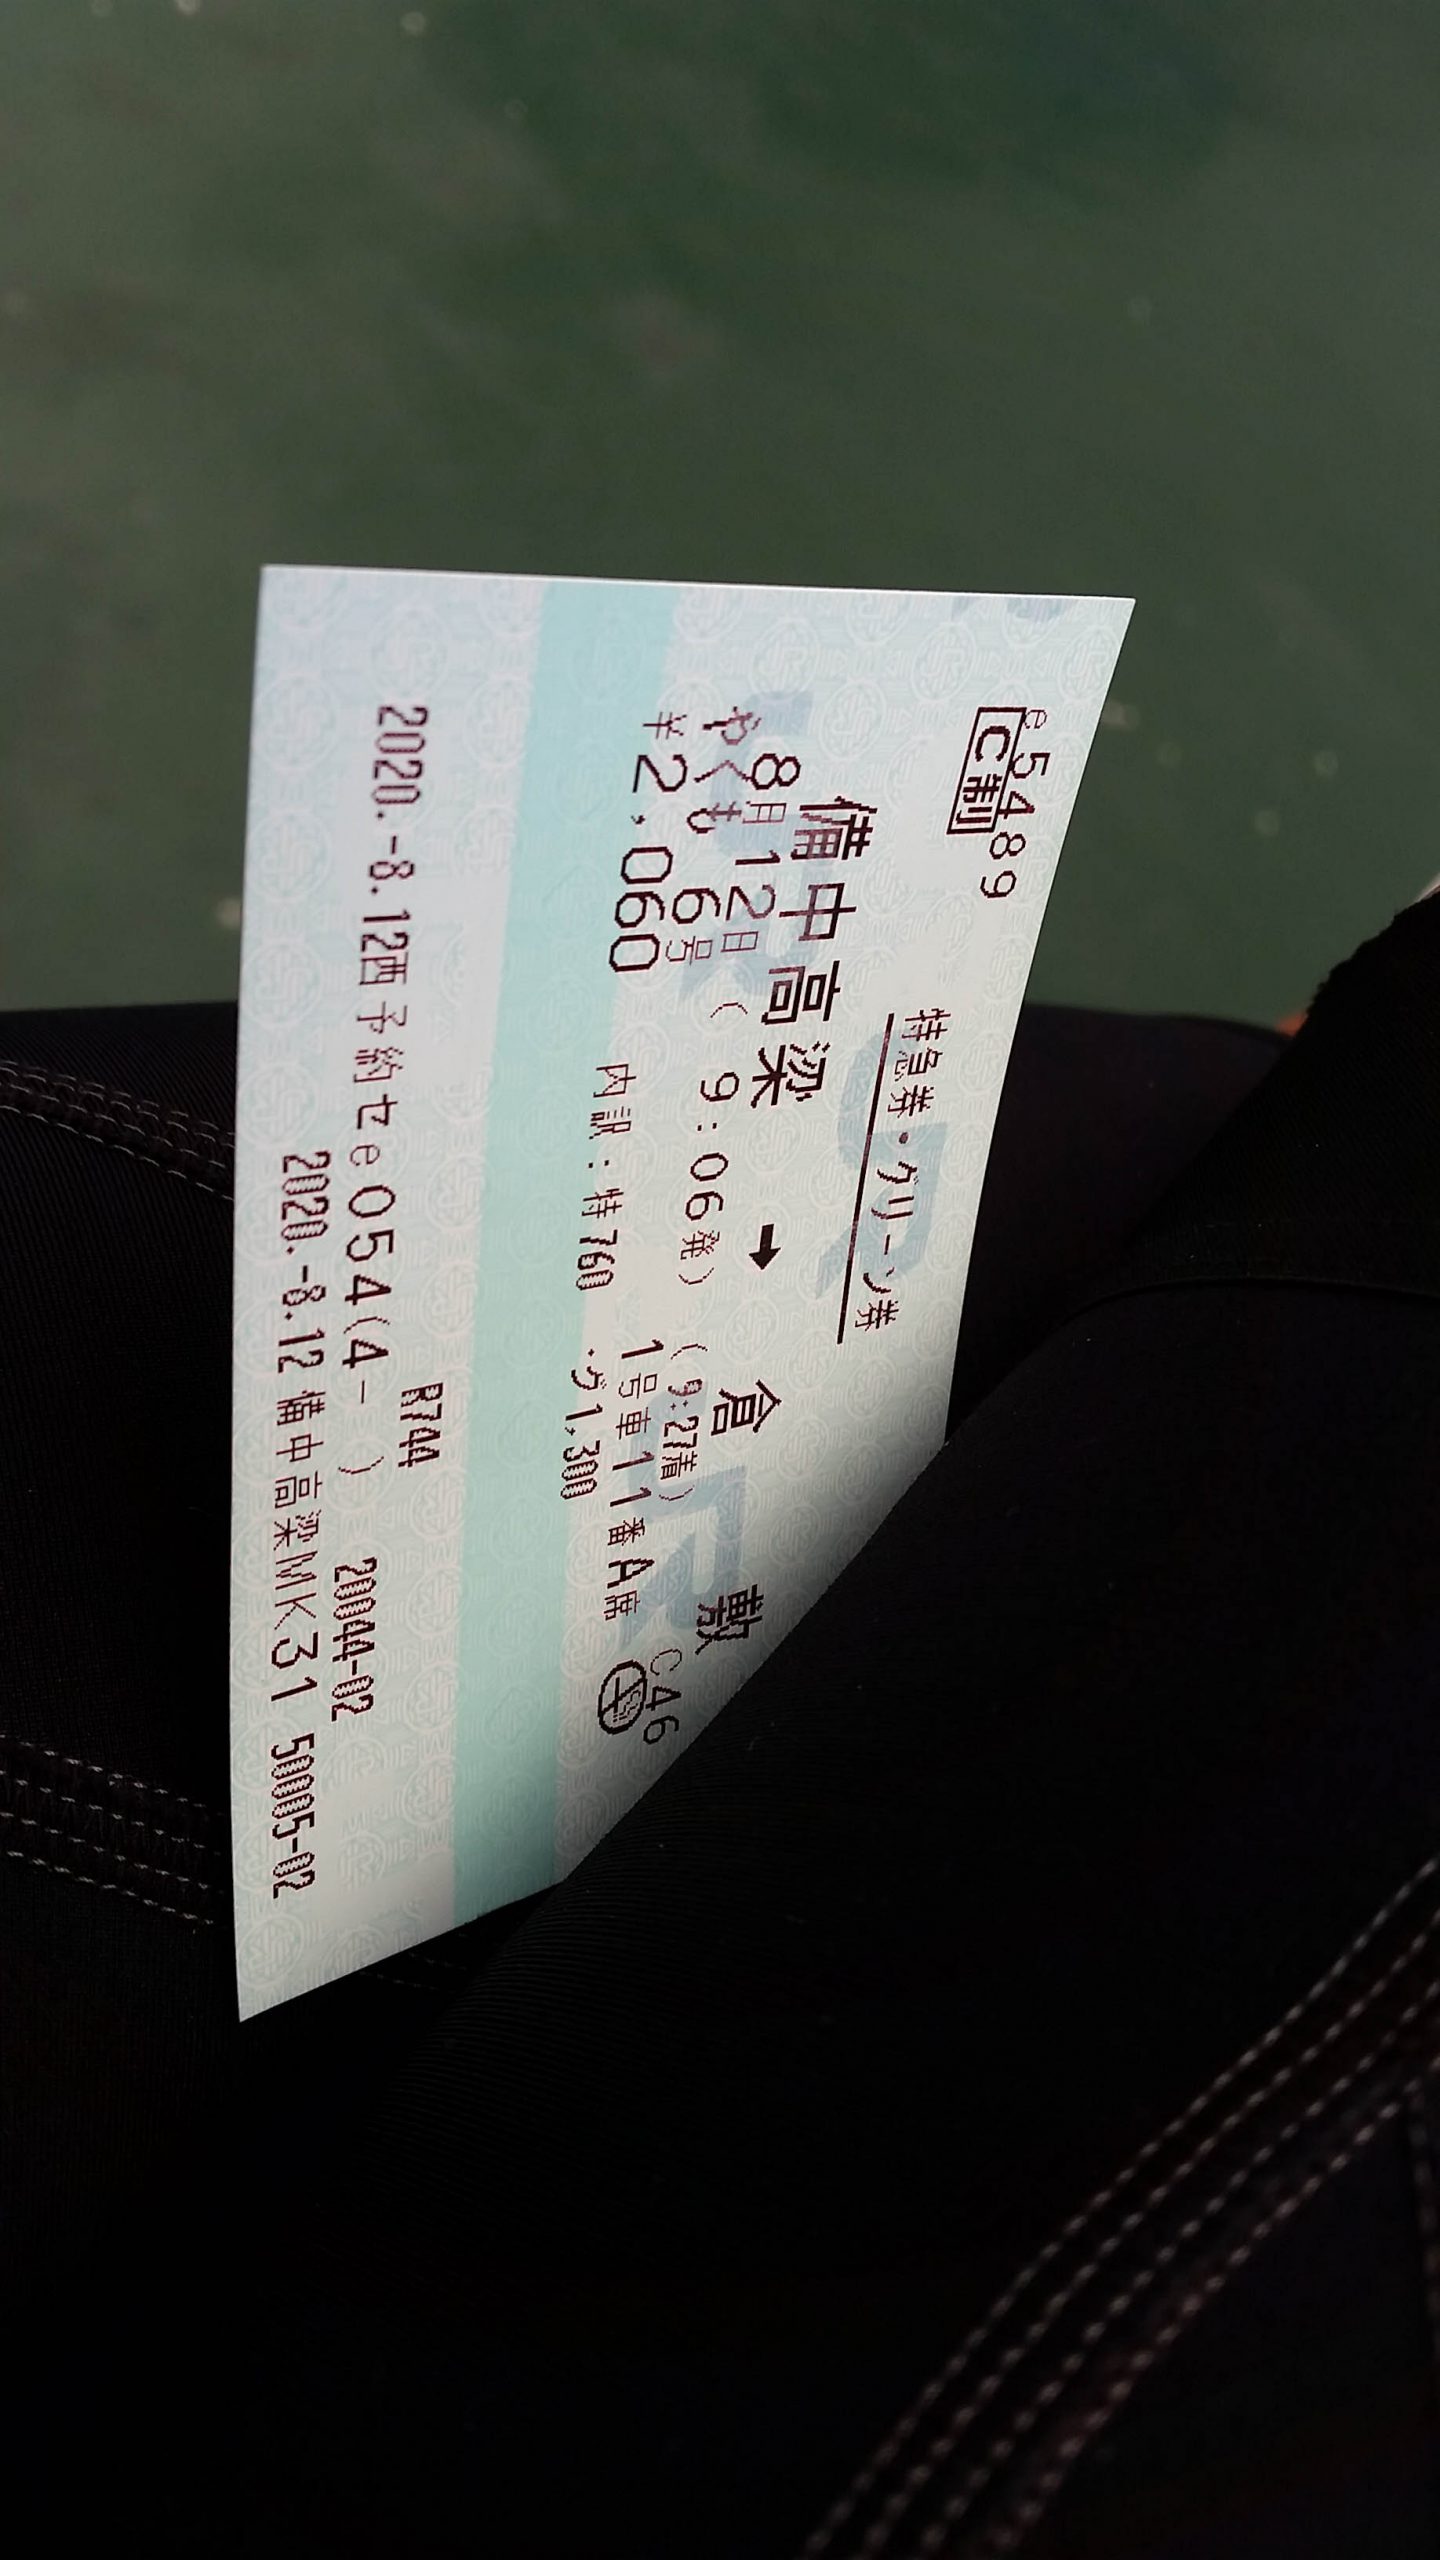 e5489
C制
特急券・グリーン券
備中高梁 ➡ 倉敷
8月12日 (9:06発) (9:27着) C46
やくも 6号 1号車11番A席
¥2,060 内訳:特760・グ1,300
R744
2020.-8.12西予約セe054(4- ) 20044-02
2020.-8.12 備中高梁MK31 50005-02